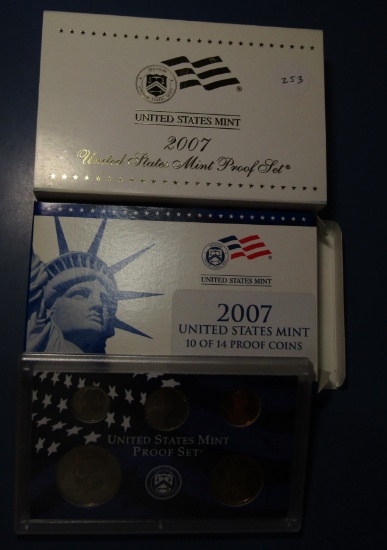 253
UNITED STATES MINT
2007
United States Mint Proof Set®
UNITED STATES MINT
2007
UNITED STATES MINT
10 OF 14 PROOF COINS
UNITED STATES MINT
PROOF SET®